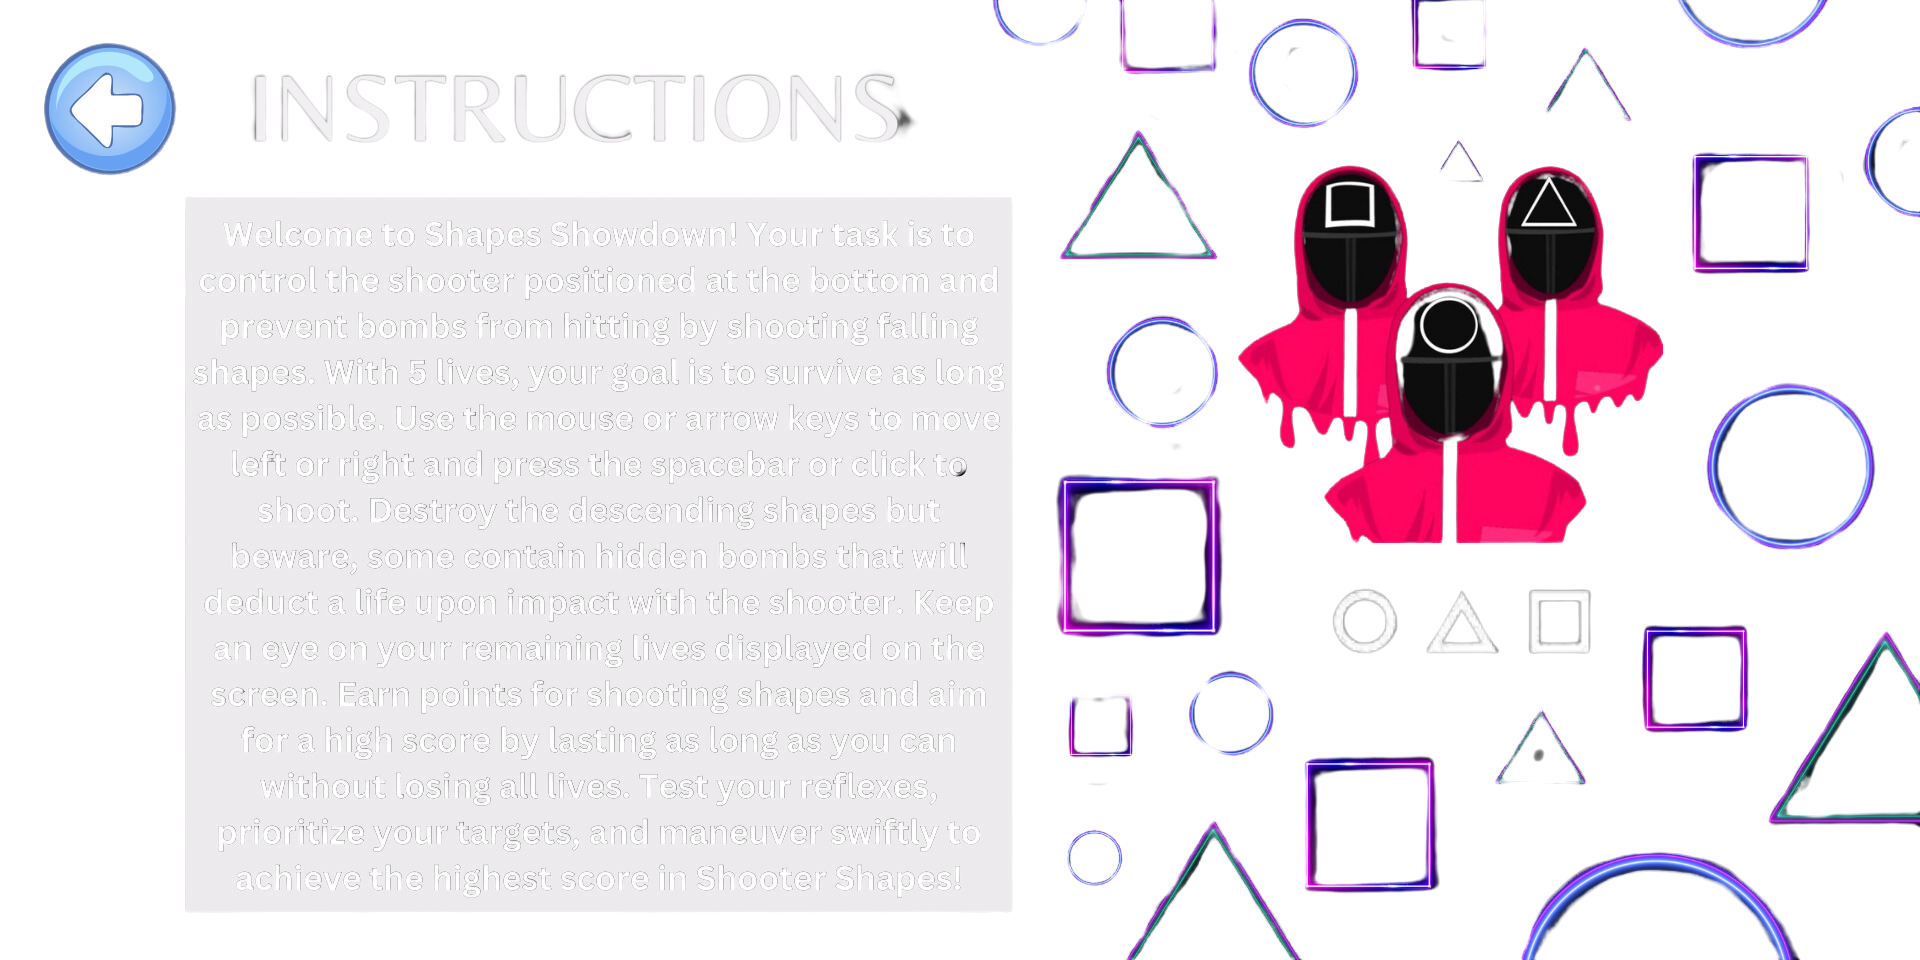 INSTRUCTIONS
Welcome to Shapes Showdown! Your task is to
control the shooter positioned at the bottom and
prevent bombs from hitting by shooting falling
shapes. With 5 lives, your goal is to survive as long
as possible. Use the mouse or arrow keys to move
left or right and press the spacebar or click to
shoot. Destroy the descending shapes but
beware, some contain hidden bombs that will
deduct a life upon impact with the shooter. Keep
an eye on your remaining lives displayed on the
screen. Earn points for shooting shapes and aim
for a high score by lasting as long as you can
without losing all lives. Test your reflexes,
prioritize your targets, and maneuver swiftly to
achieve the highest score in Shooter Shapes!